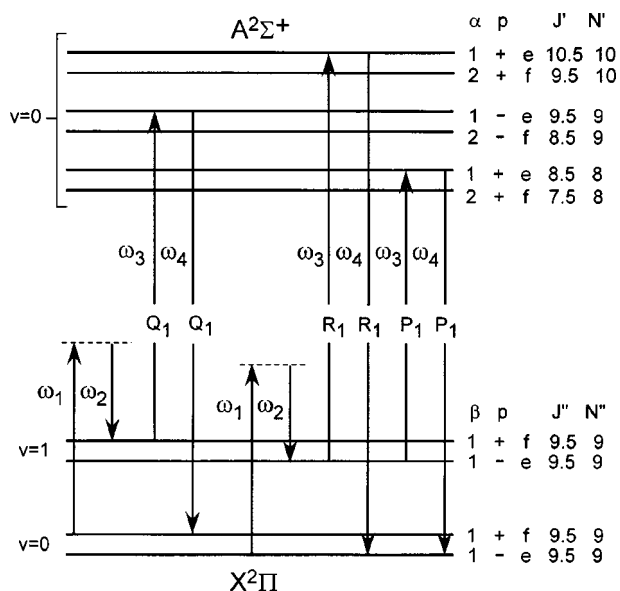 A²Σ⁺
α p J' N'
1 + e 10.5 10
2 + f 9.5 10
v=0
1 − e 9.5 9
2 − f 8.5 9
1 + e 8.5 8
2 + f 7.5 8
ω₃ ω₄ ω₃ ω₄ ω₃ ω₄
Q₁ Q₁ R₁ R₁ P₁ P₁
ω₁ ω₂ ω₁ ω₂
β p J'' N''
v=1
1 + f 9.5 9
1 − e 9.5 9
v=0
1 + f 9.5 9
1 − e 9.5 9
X²Π